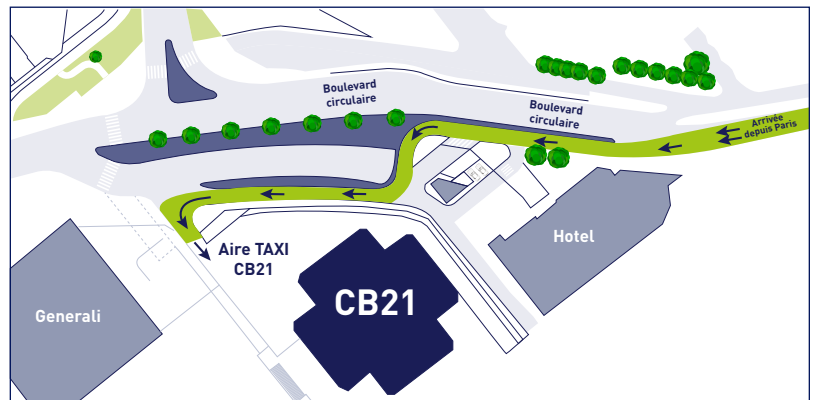 Boulevard
circulaire
Boulevard
circulaire
Arrivée
depuis Paris
Hotel
Aire TAXI
CB21
CB21
Generali